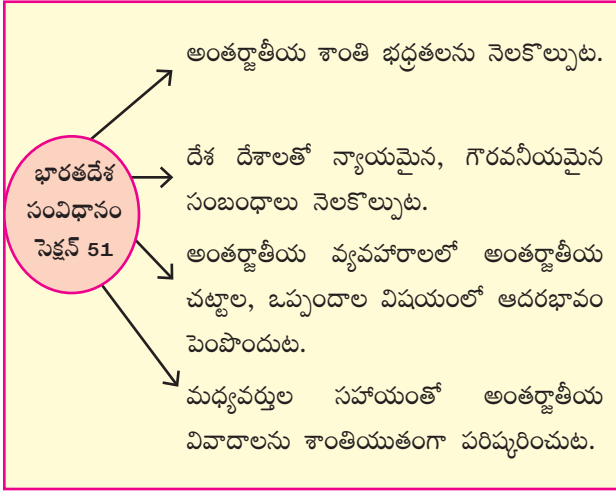 అంతర్జాతీయ శాంతి భధ్రతలను నెలకొల్పుట.
భారతదేశ
సంవిధానం
సెక్షన్ 51
దేశ దేశాలతో న్యాయమైన, గౌరవనీయమైన
సంబంధాలు నెలకొల్పుట.
అంతర్జాతీయ వ్యవహారాలలో అంతర్జాతీయ
చట్టాల, ఒప్పందాల విషయంలో ఆదరభావం
పెంపొందుట.
మధ్యవర్తుల సహాయంతో అంతర్జాతీయ
వివాదాలను శాంతియుతంగా పరిష్కరించుట.